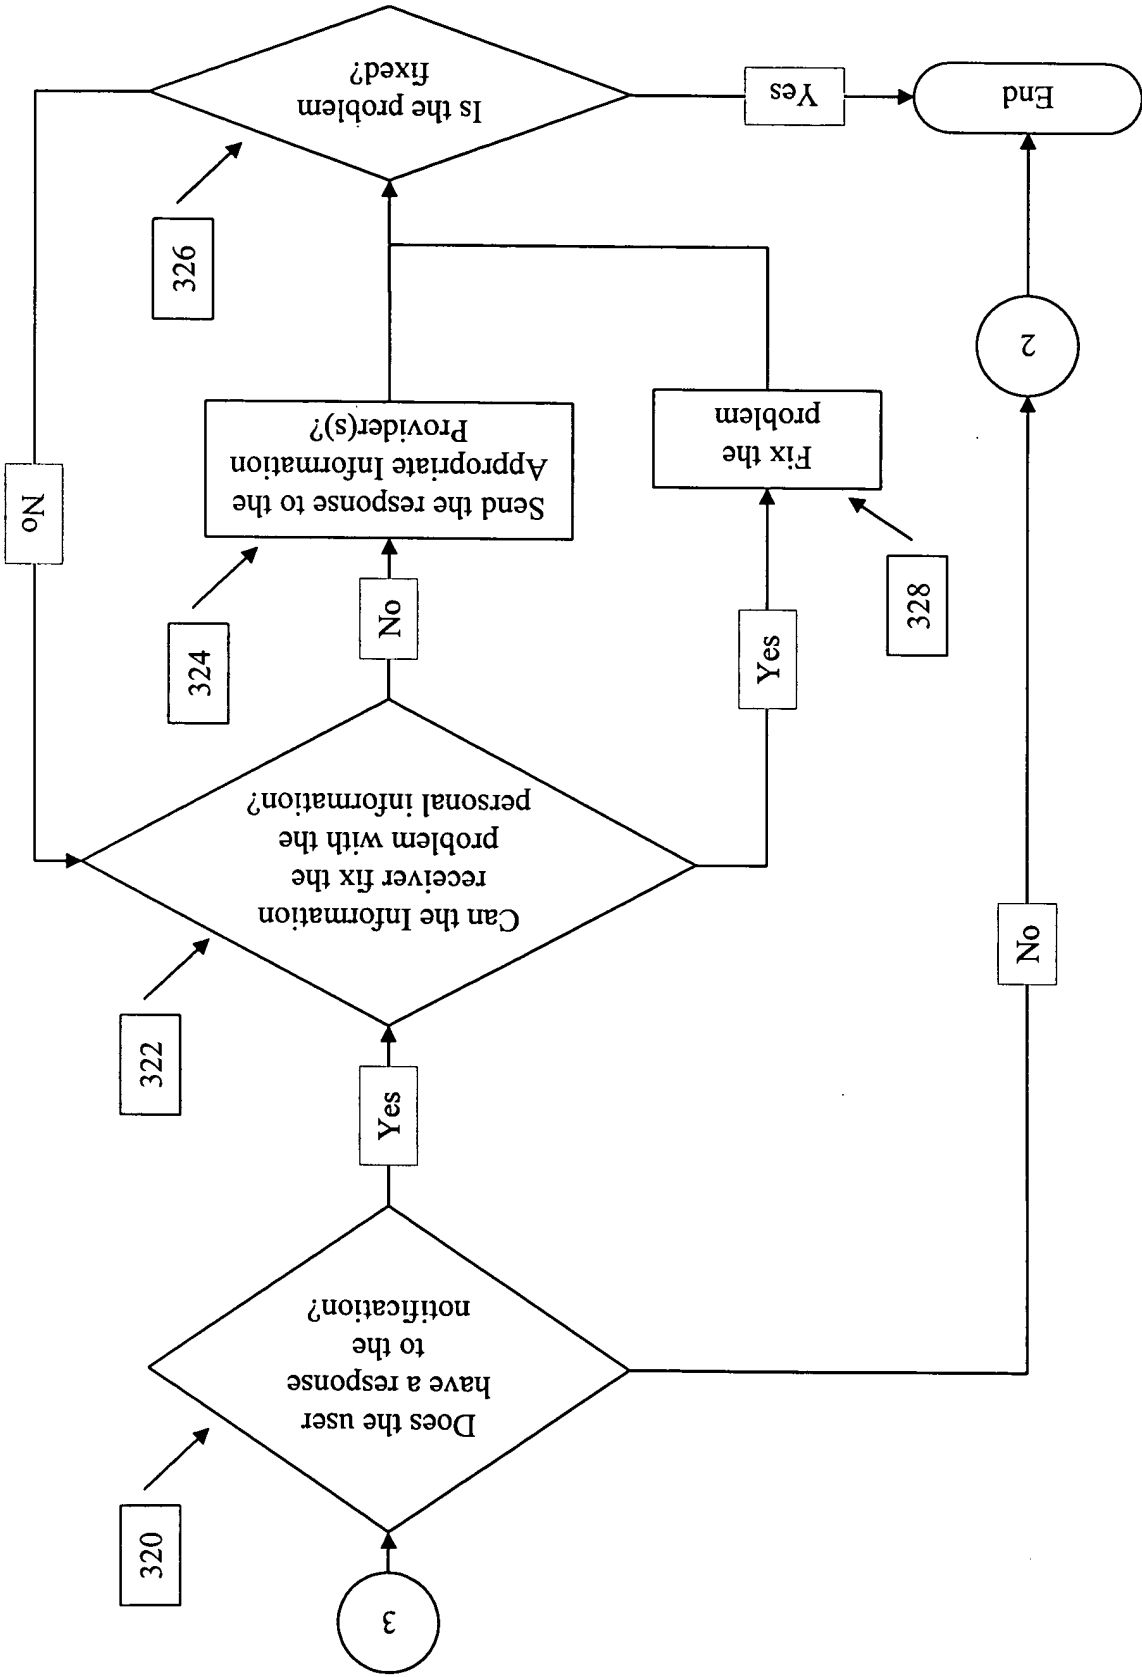 3
320
Does the user
have a response
to the
notification?
Yes
No
322
Can the Information
receiver fix the
problem with the
personal information?
No
Yes
324
Send the response to the
Appropriate Information
Provider(s)?
328
Fix the
problem
No
326
Is the problem
fixed?
Yes
2
End